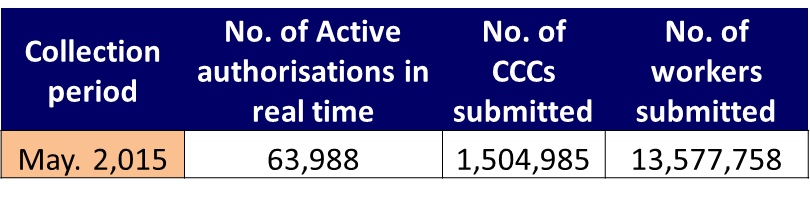 Collection period
No. of Active authorisations in real time
No. of CCCs submitted
No. of workers submitted
May. 2,015
63,988
1,504,985
13,577,758